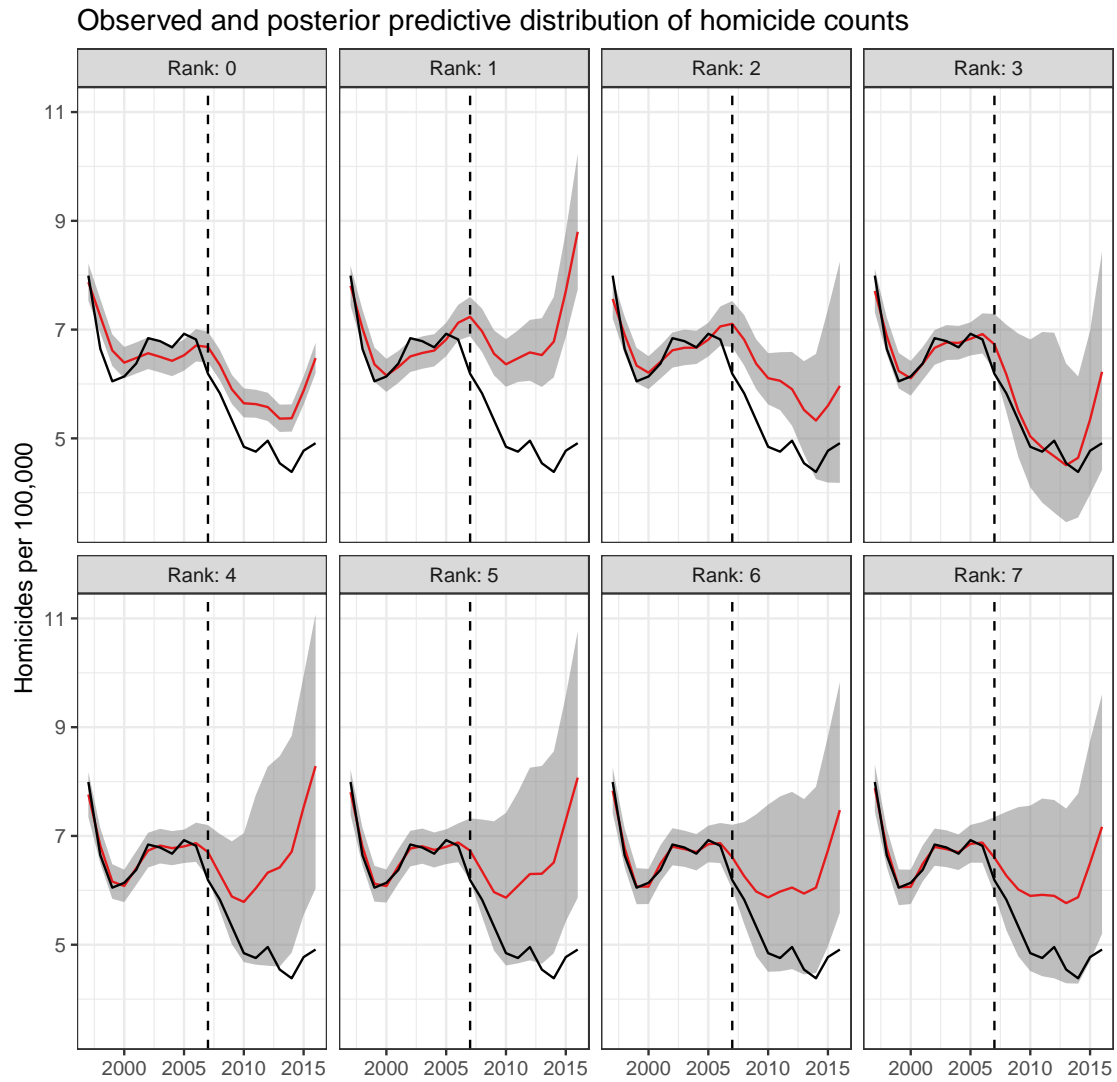 Observed and posterior predictive distribution of homicide counts
Rank: 0
Rank: 1
Rank: 2
Rank: 3
11
9
7
5
Homicides per 100,000
Rank: 4
Rank: 5
Rank: 6
Rank: 7
11
9
7
5
2000 2005 2010 2015
2000 2005 2010 2015
2000 2005 2010 2015
2000 2005 2010 2015